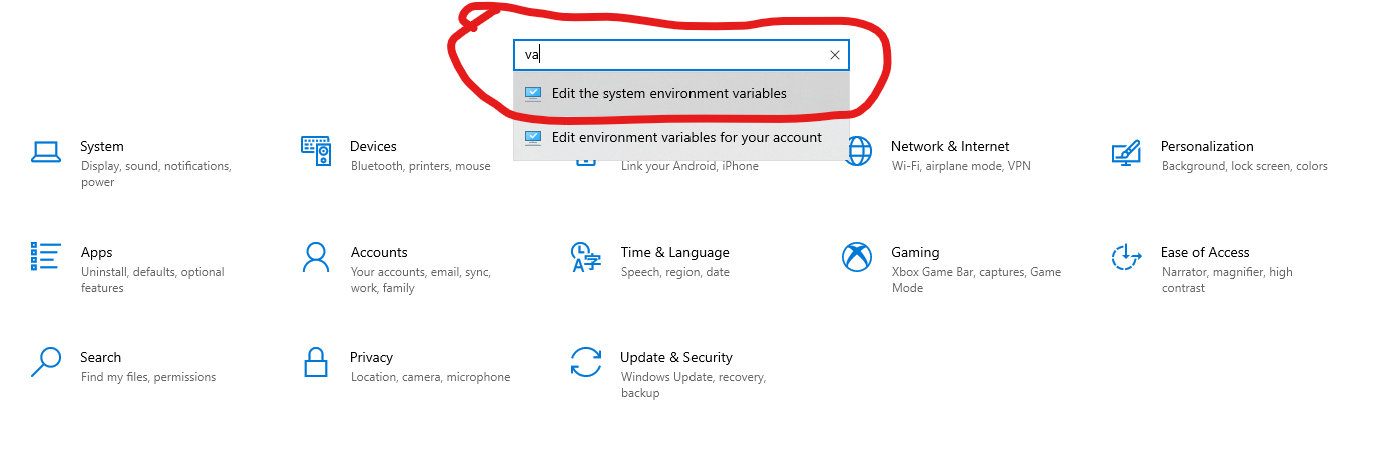 va
Edit the system environment variables
Edit environment variables for your account
System
Display, sound, notifications,
power
Devices
Bluetooth, printers, mouse
Link your Android, iPhone
Network & Internet
Wi-Fi, airplane mode, VPN
Personalization
Background, lock screen, colors
Apps
Uninstall, defaults, optional
features
Accounts
Your accounts, email, sync,
work, family
Time & Language
Speech, region, date
Gaming
Xbox Game Bar, captures, Game
Mode
Ease of Access
Narrator, magnifier, high
contrast
Search
Find my files, permissions
Privacy
Location, camera, microphone
Update & Security
Windows Update, recovery,
backup